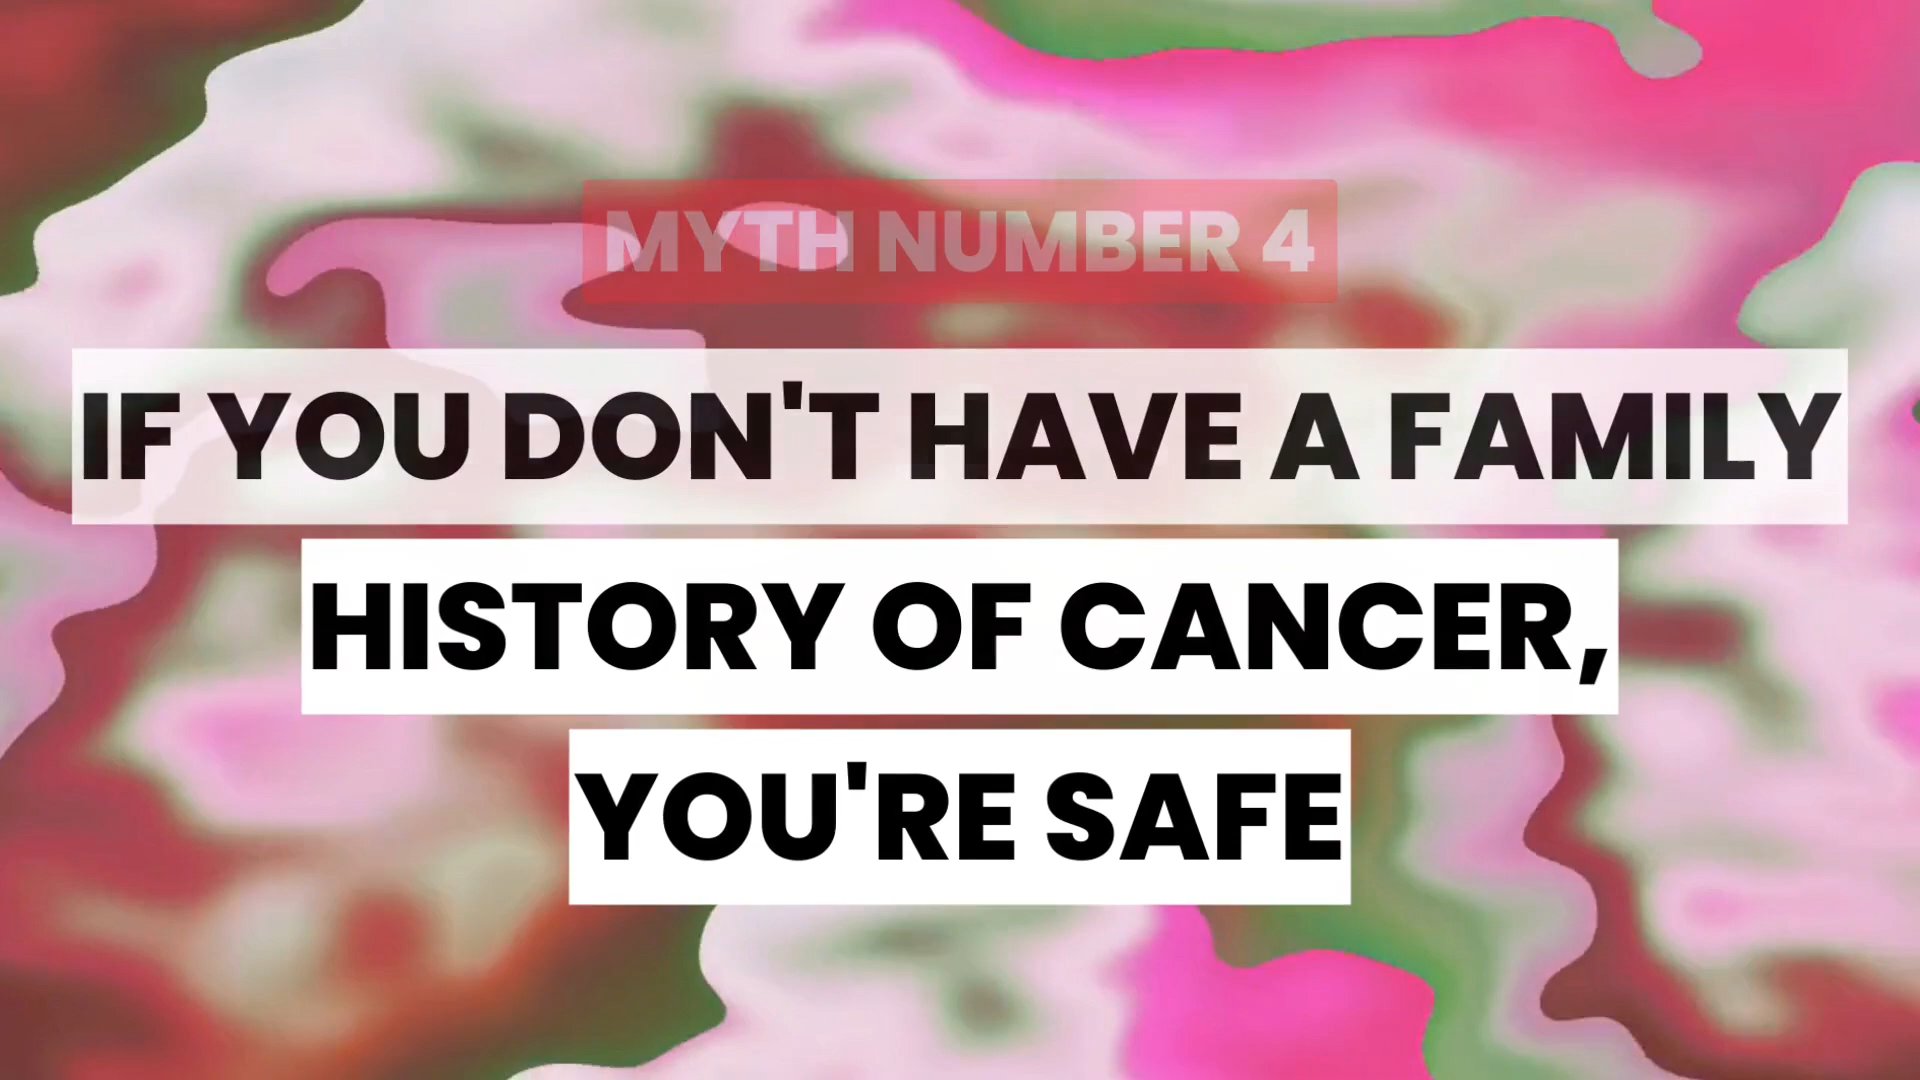 MYTH NUMBER 4
IF YOU DON'T HAVE A FAMILY
HISTORY OF CANCER,
YOU'RE SAFE